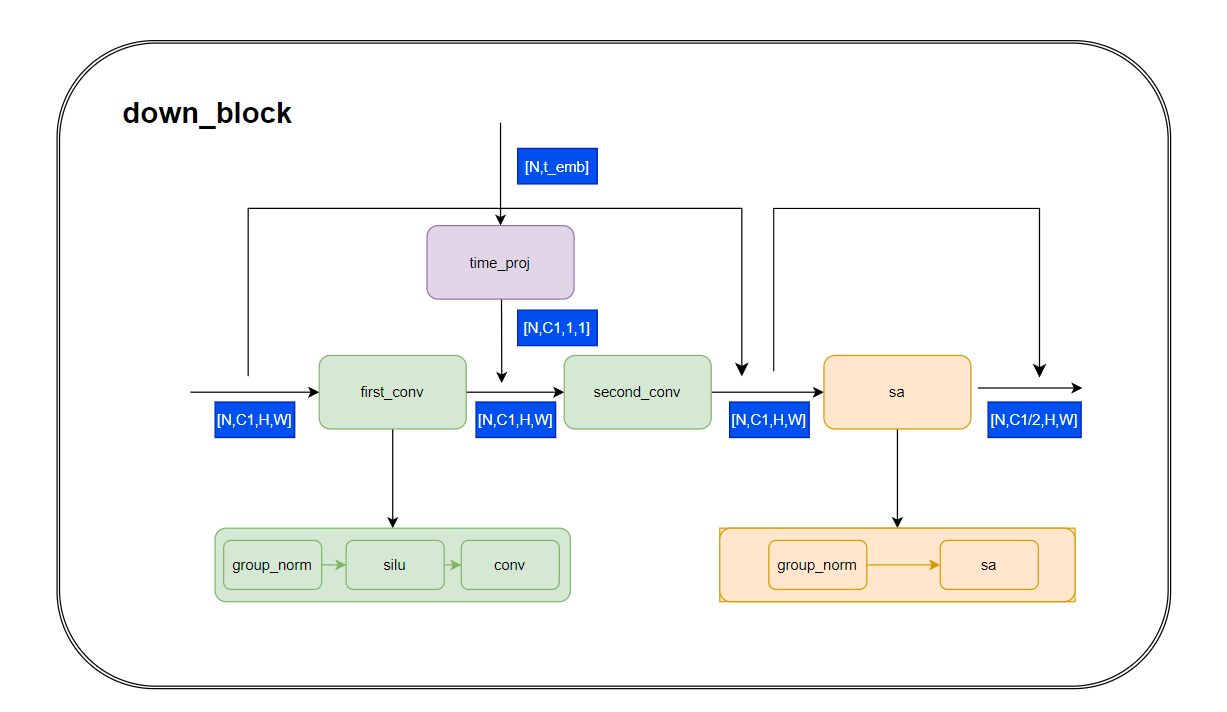 down_block
[N,t_emb]
time_proj
[N,C1,1,1]
first_conv
second_conv
sa
[N,C1,H,W]
[N,C1,H,W]
[N,C1,H,W]
[N,C1/2,H,W]
group_norm
silu
conv
group_norm
sa